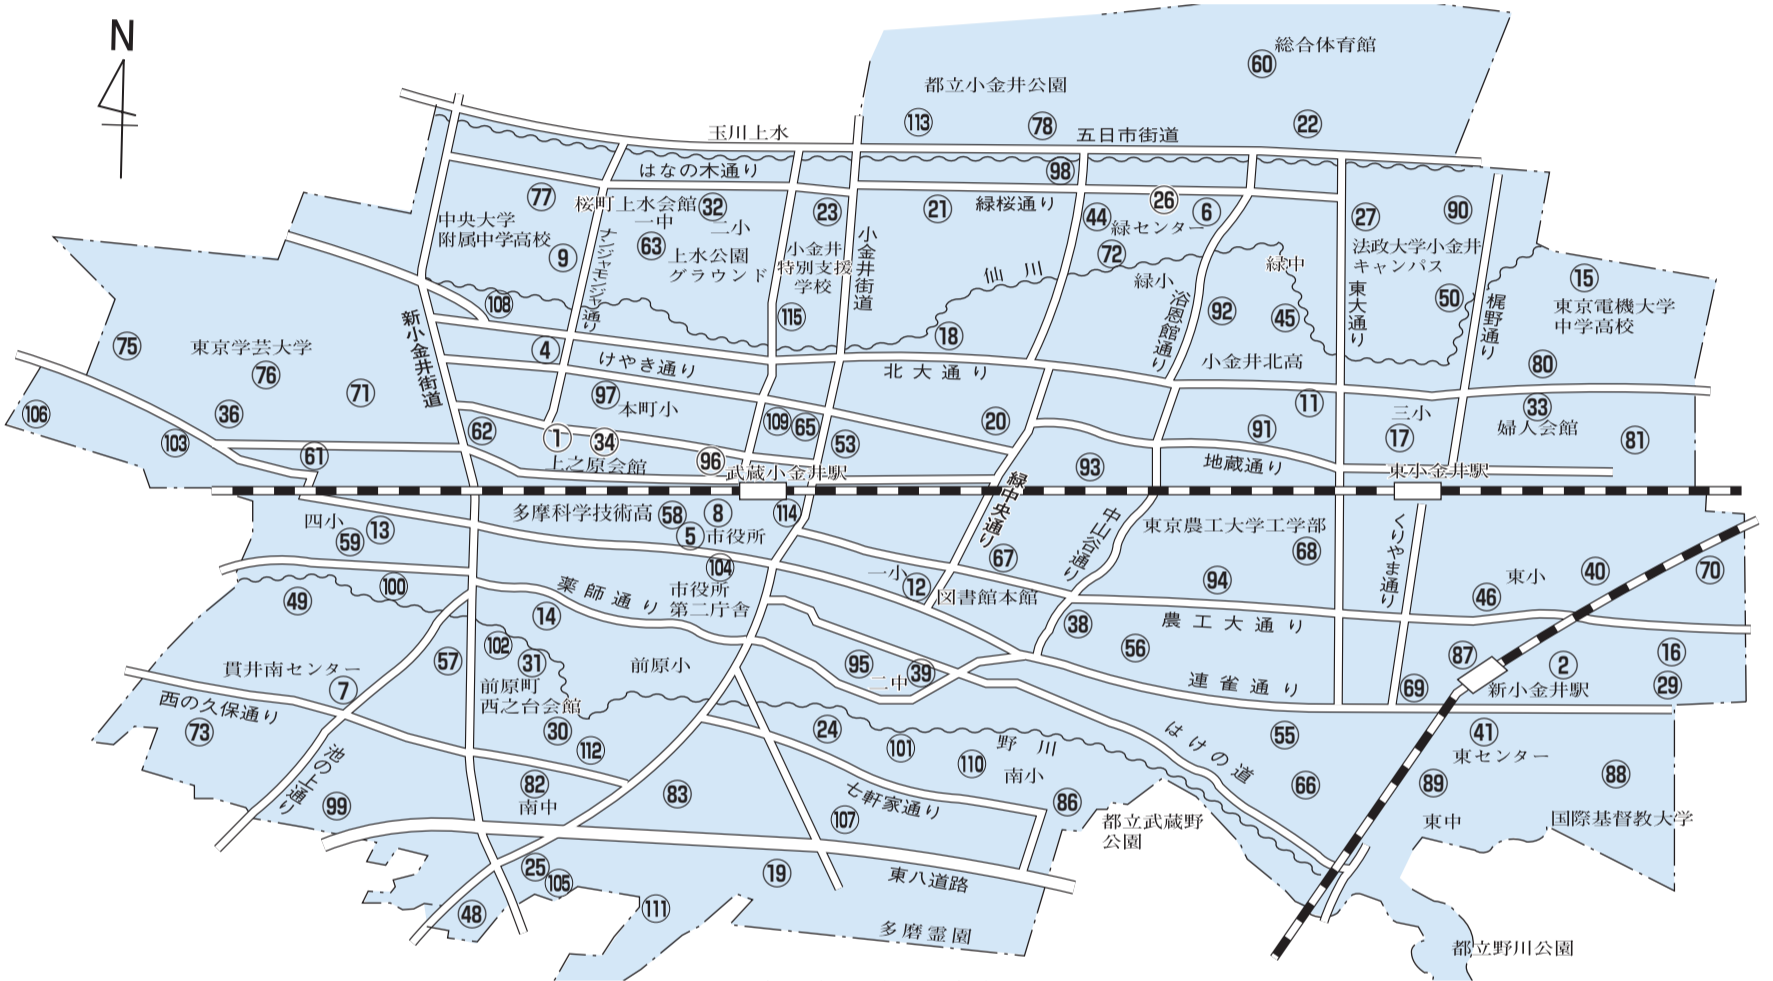 N
総合体育館
60
都立小金井公園
113
78
22
玉川上水
五日市街道
はなの木通り
98
77
桜町上水会館
32
23
21
緑桜通り
26
44
6
27
90
中央大学
附属中学高校
一中
二小
63
上水公園
グラウンド
小金井
特別支援
学校
小金井街道
緑センター
72
法政大学小金井
キャンパス
9
ナンジャモンジャ通り
仙川
緑小
緑中
50
15
108
115
18
浴恩館通り
92
45
東大通り
梶野通り
東京電機大学
中学高校
新小金井街道
75
東京学芸大学
76
71
4
けやき通り
北大通り
小金井北高
80
106
36
97
本町小
109
65
20
11
三小
33
婦人会館
103
62
1
34
53
91
17
81
61
上之原会館
96
武蔵小金井駅
93
地蔵通り
東小金井駅
緑中央通り
四小
13
59
多摩科学技術高
58
8
114
5
市役所
中山谷通り
東京農工大学工学部
68
くりやま通り
104
67
100
49
薬師通り
市役所
第二庁舎
一小
12
図書館本館
94
東小
40
70
46
14
38
農工大通り
102
57
31
前原小
95
39
二中
56
87
2
16
貫井南センター
7
前原町
西之台会館
連雀通り
69
新小金井駅
29
西の久保通り
73
30
112
24
101
野川
110
南小
はけの道
55
41
東センター
池の上通り
82
南中
83
七軒家通り
86
66
89
88
99
107
都立武蔵野
公園
東中
国際基督教大学
25
105
19
東八道路
48
111
多磨霊園
都立野川公園